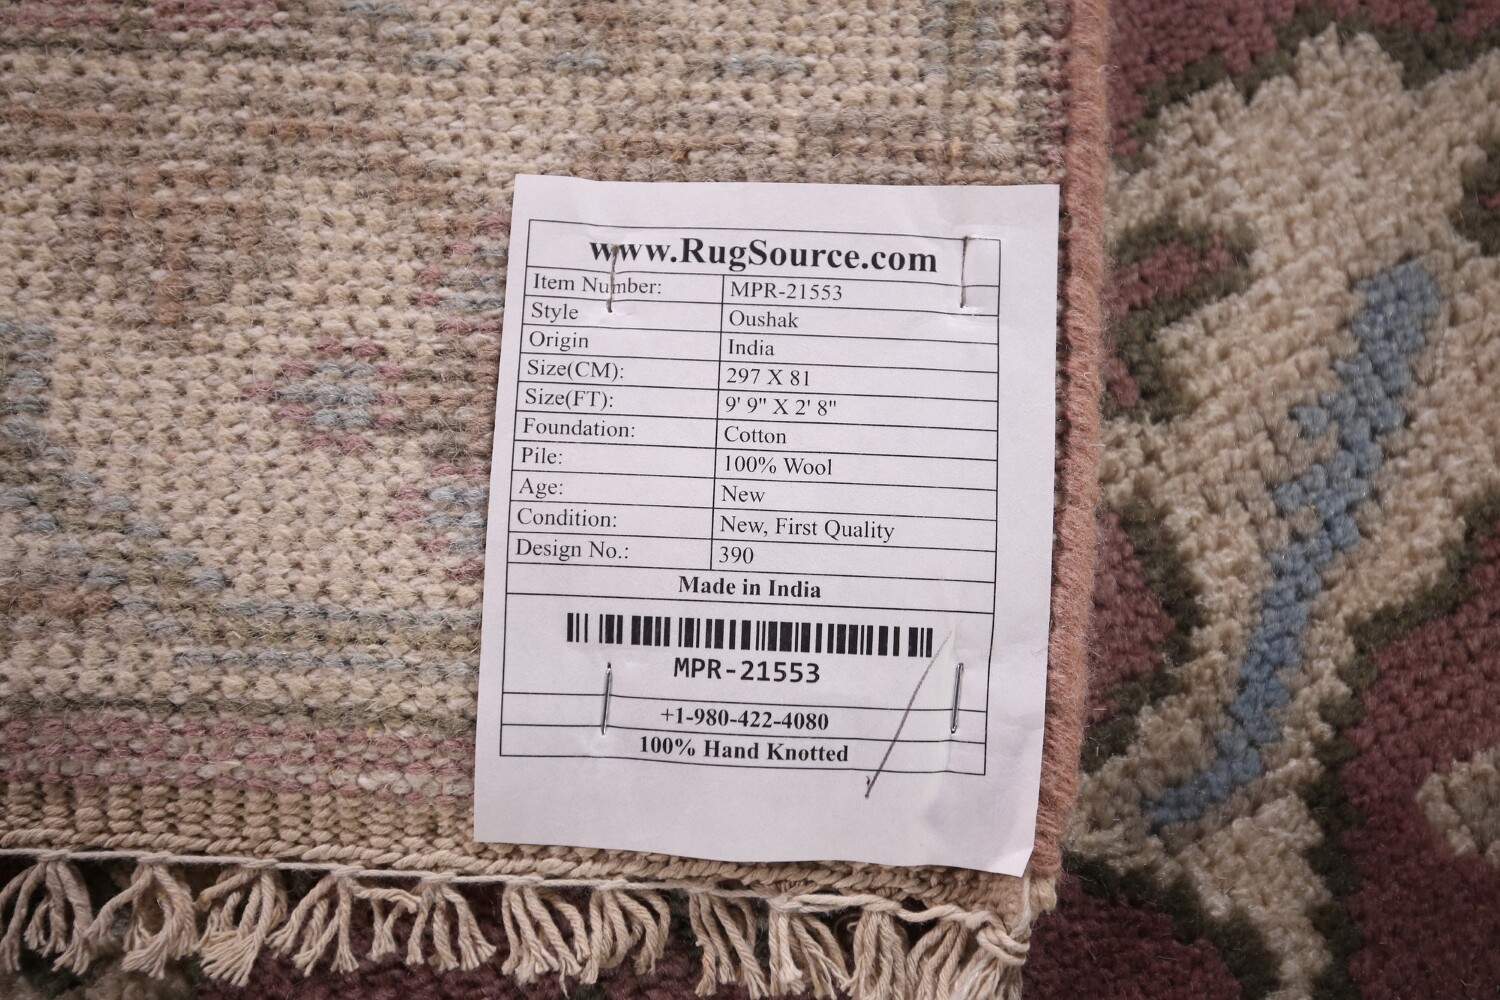 www.RugSource.com
Item Number: MPR-21553
Style Oushak
Origin India
Size(CM): 297 X 81
Size(FT): 9' 9" X 2' 8"
Foundation: Cotton
Pile: 100% Wool
Age: New
Condition: New, First Quality
Design No.: 390
Made in India
MPR-21553
+1-980-422-4080
100% Hand Knotted